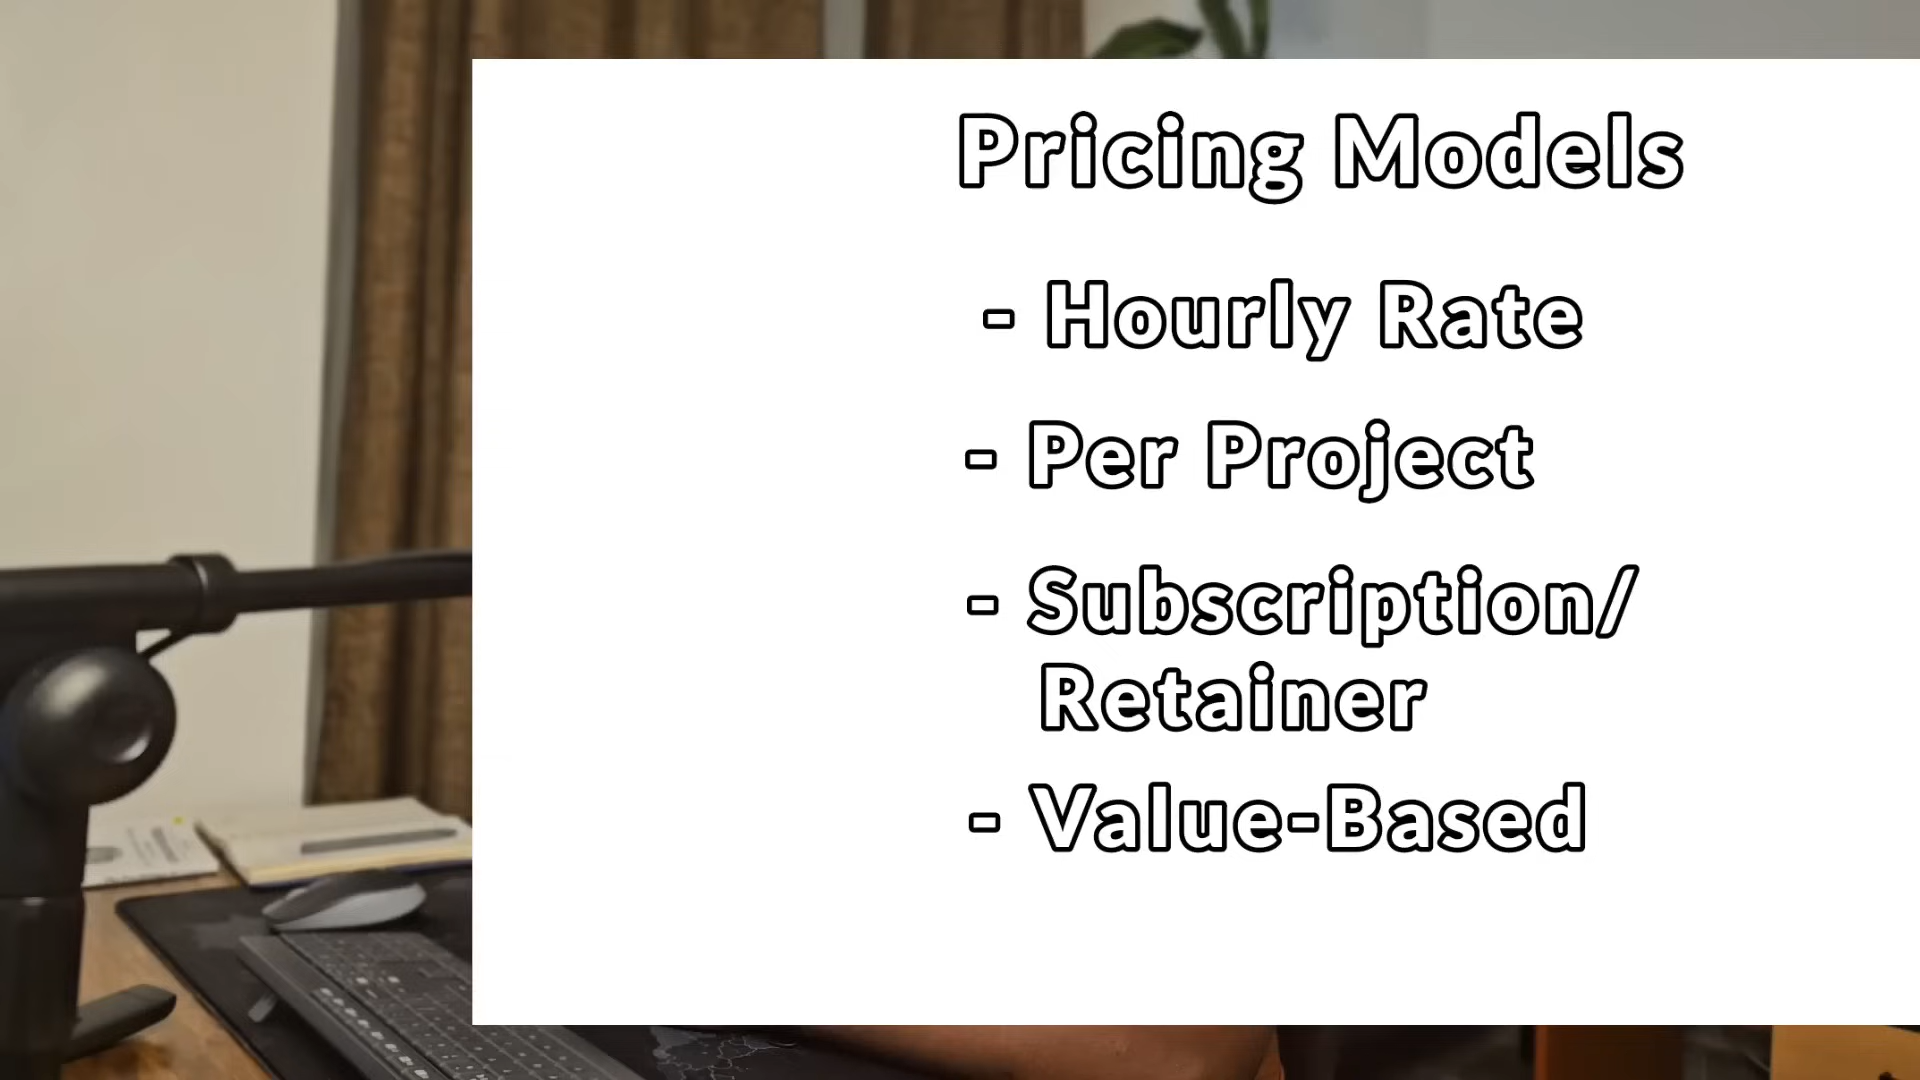 Pricing Models
- Hourly Rate
- Per Project
- Subscription/
Retainer
- Value-Based